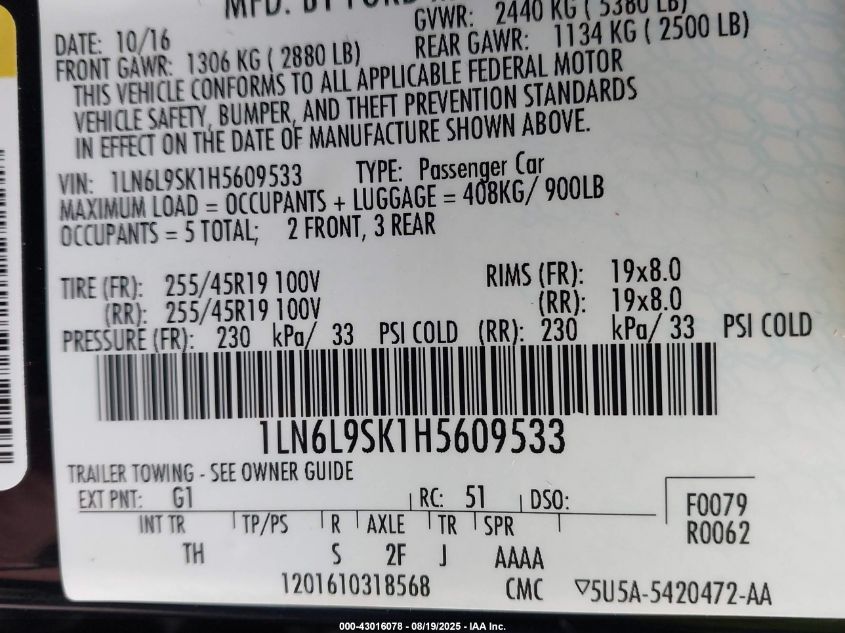 MFD. BY FORD
GVWR: 2440 KG ( 5380 LB)
DATE: 10/16
REAR GAWR: 1134 KG ( 2500 LB)
FRONT GAWR: 1306 KG ( 2880 LB)
THIS VEHICLE CONFORMS TO ALL APPLICABLE FEDERAL MOTOR
VEHICLE SAFETY, BUMPER, AND THEFT PREVENTION STANDARDS
IN EFFECT ON THE DATE OF MANUFACTURE SHOWN ABOVE.
VIN: 1LN6L9SK1H5609533 TYPE: Passenger Car
MAXIMUM LOAD = OCCUPANTS + LUGGAGE = 408KG/ 900LB
OCCUPANTS = 5 TOTAL; 2 FRONT, 3 REAR
TIRE (FR): 255/45R19 100V RIMS (FR): 19x8.0
(RR): 255/45R19 100V (RR): 19x8.0
PRESSURE (FR): 230 kPa/ 33 PSI COLD (RR): 230 kPa/ 33 PSI COLD
1LN6L9SK1H5609533
TRAILER TOWING - SEE OWNER GUIDE
EXT PNT: G1 RC: 51 DSO:
F0079
R0062
INT TR TP/PS R AXLE TR SPR
TH S 2F J AAAA
1201610318568 CMC ▽5U5A-5420472-AA
000-43016078 - 08/19/2025 - IAA Inc.